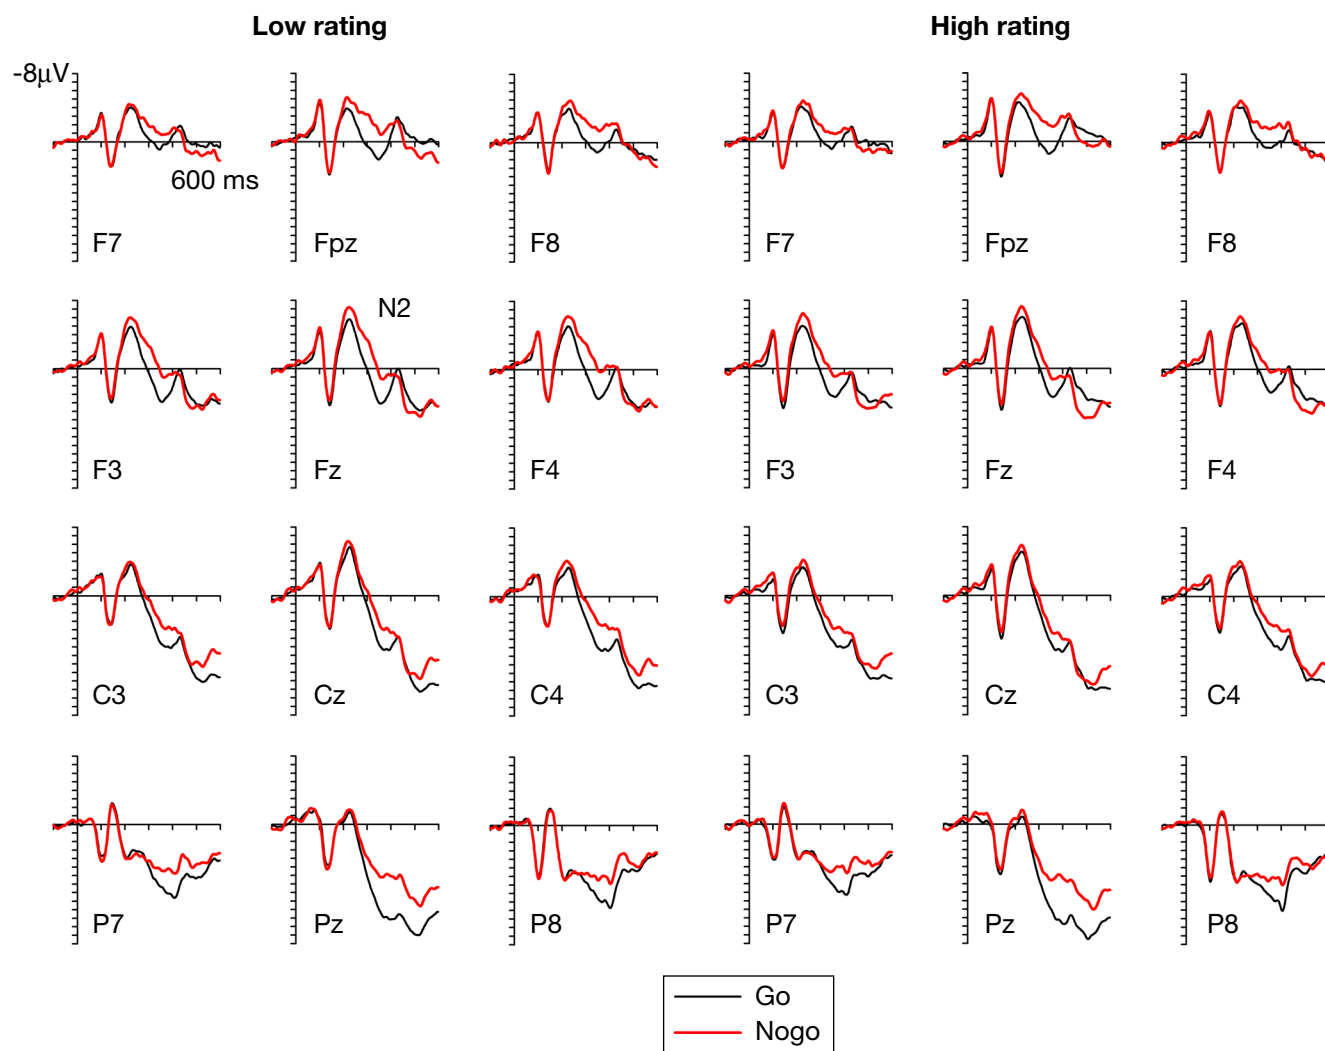 Low rating High rating
-8μV
600 ms
F7 Fpz F8 F7 Fpz F8
N2
F3 Fz F4 F3 Fz F4
C3 Cz C4 C3 Cz C4
P7 Pz P8 P7 Pz P8
Go
Nogo